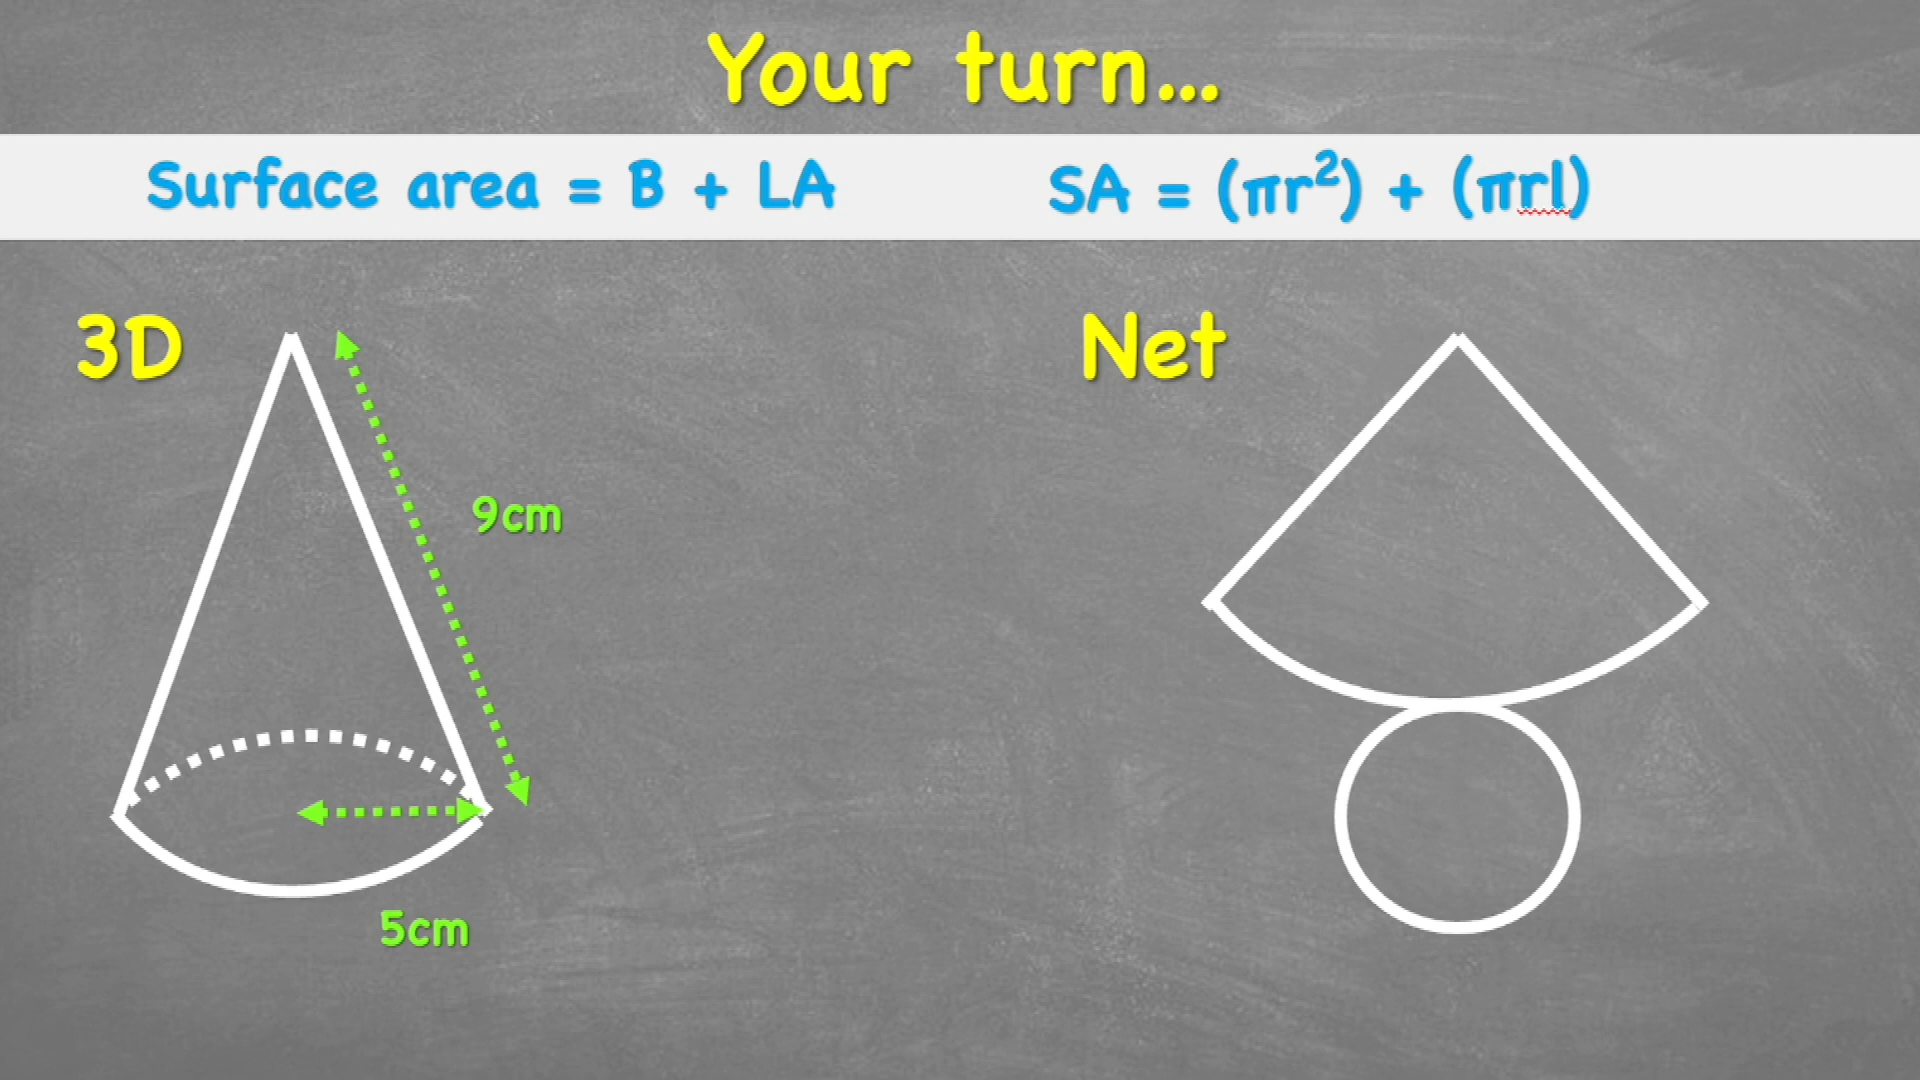 Your turn...
Surface area = B + LA
SA = (πr²) + (πrl)
3D
Net
9cm
5cm